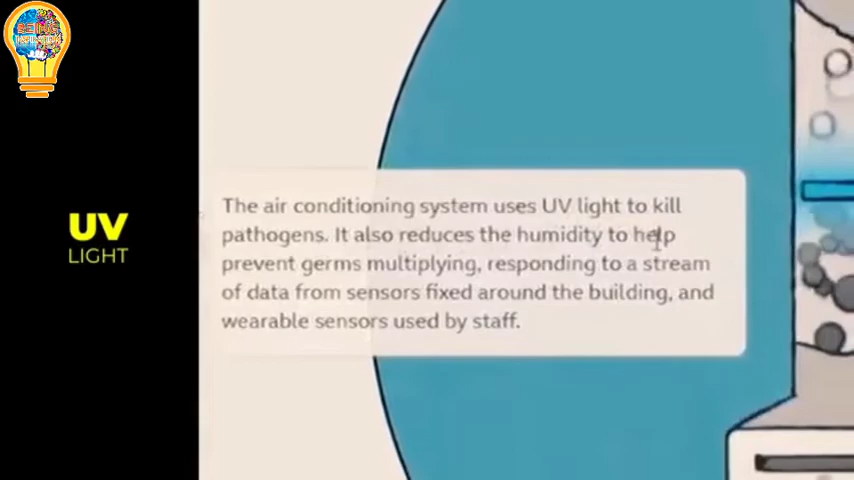 BEING
INSPIRATION
UV
LIGHT
The air conditioning system uses UV light to kill
pathogens. It also reduces the humidity to help
prevent germs multiplying, responding to a stream
of data from sensors fixed around the building, and
wearable sensors used by staff.